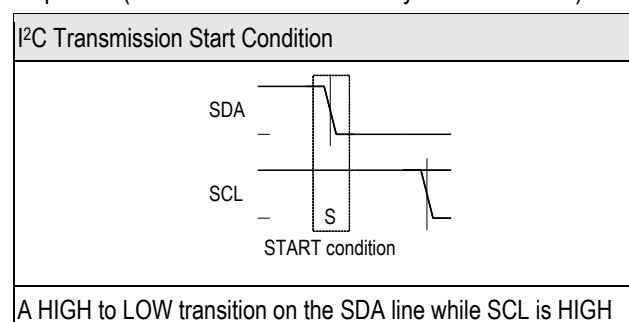 I²C Transmission Start Condition
SDA
SCL
S
START condition
A HIGH to LOW transition on the SDA line while SCL is HIGH